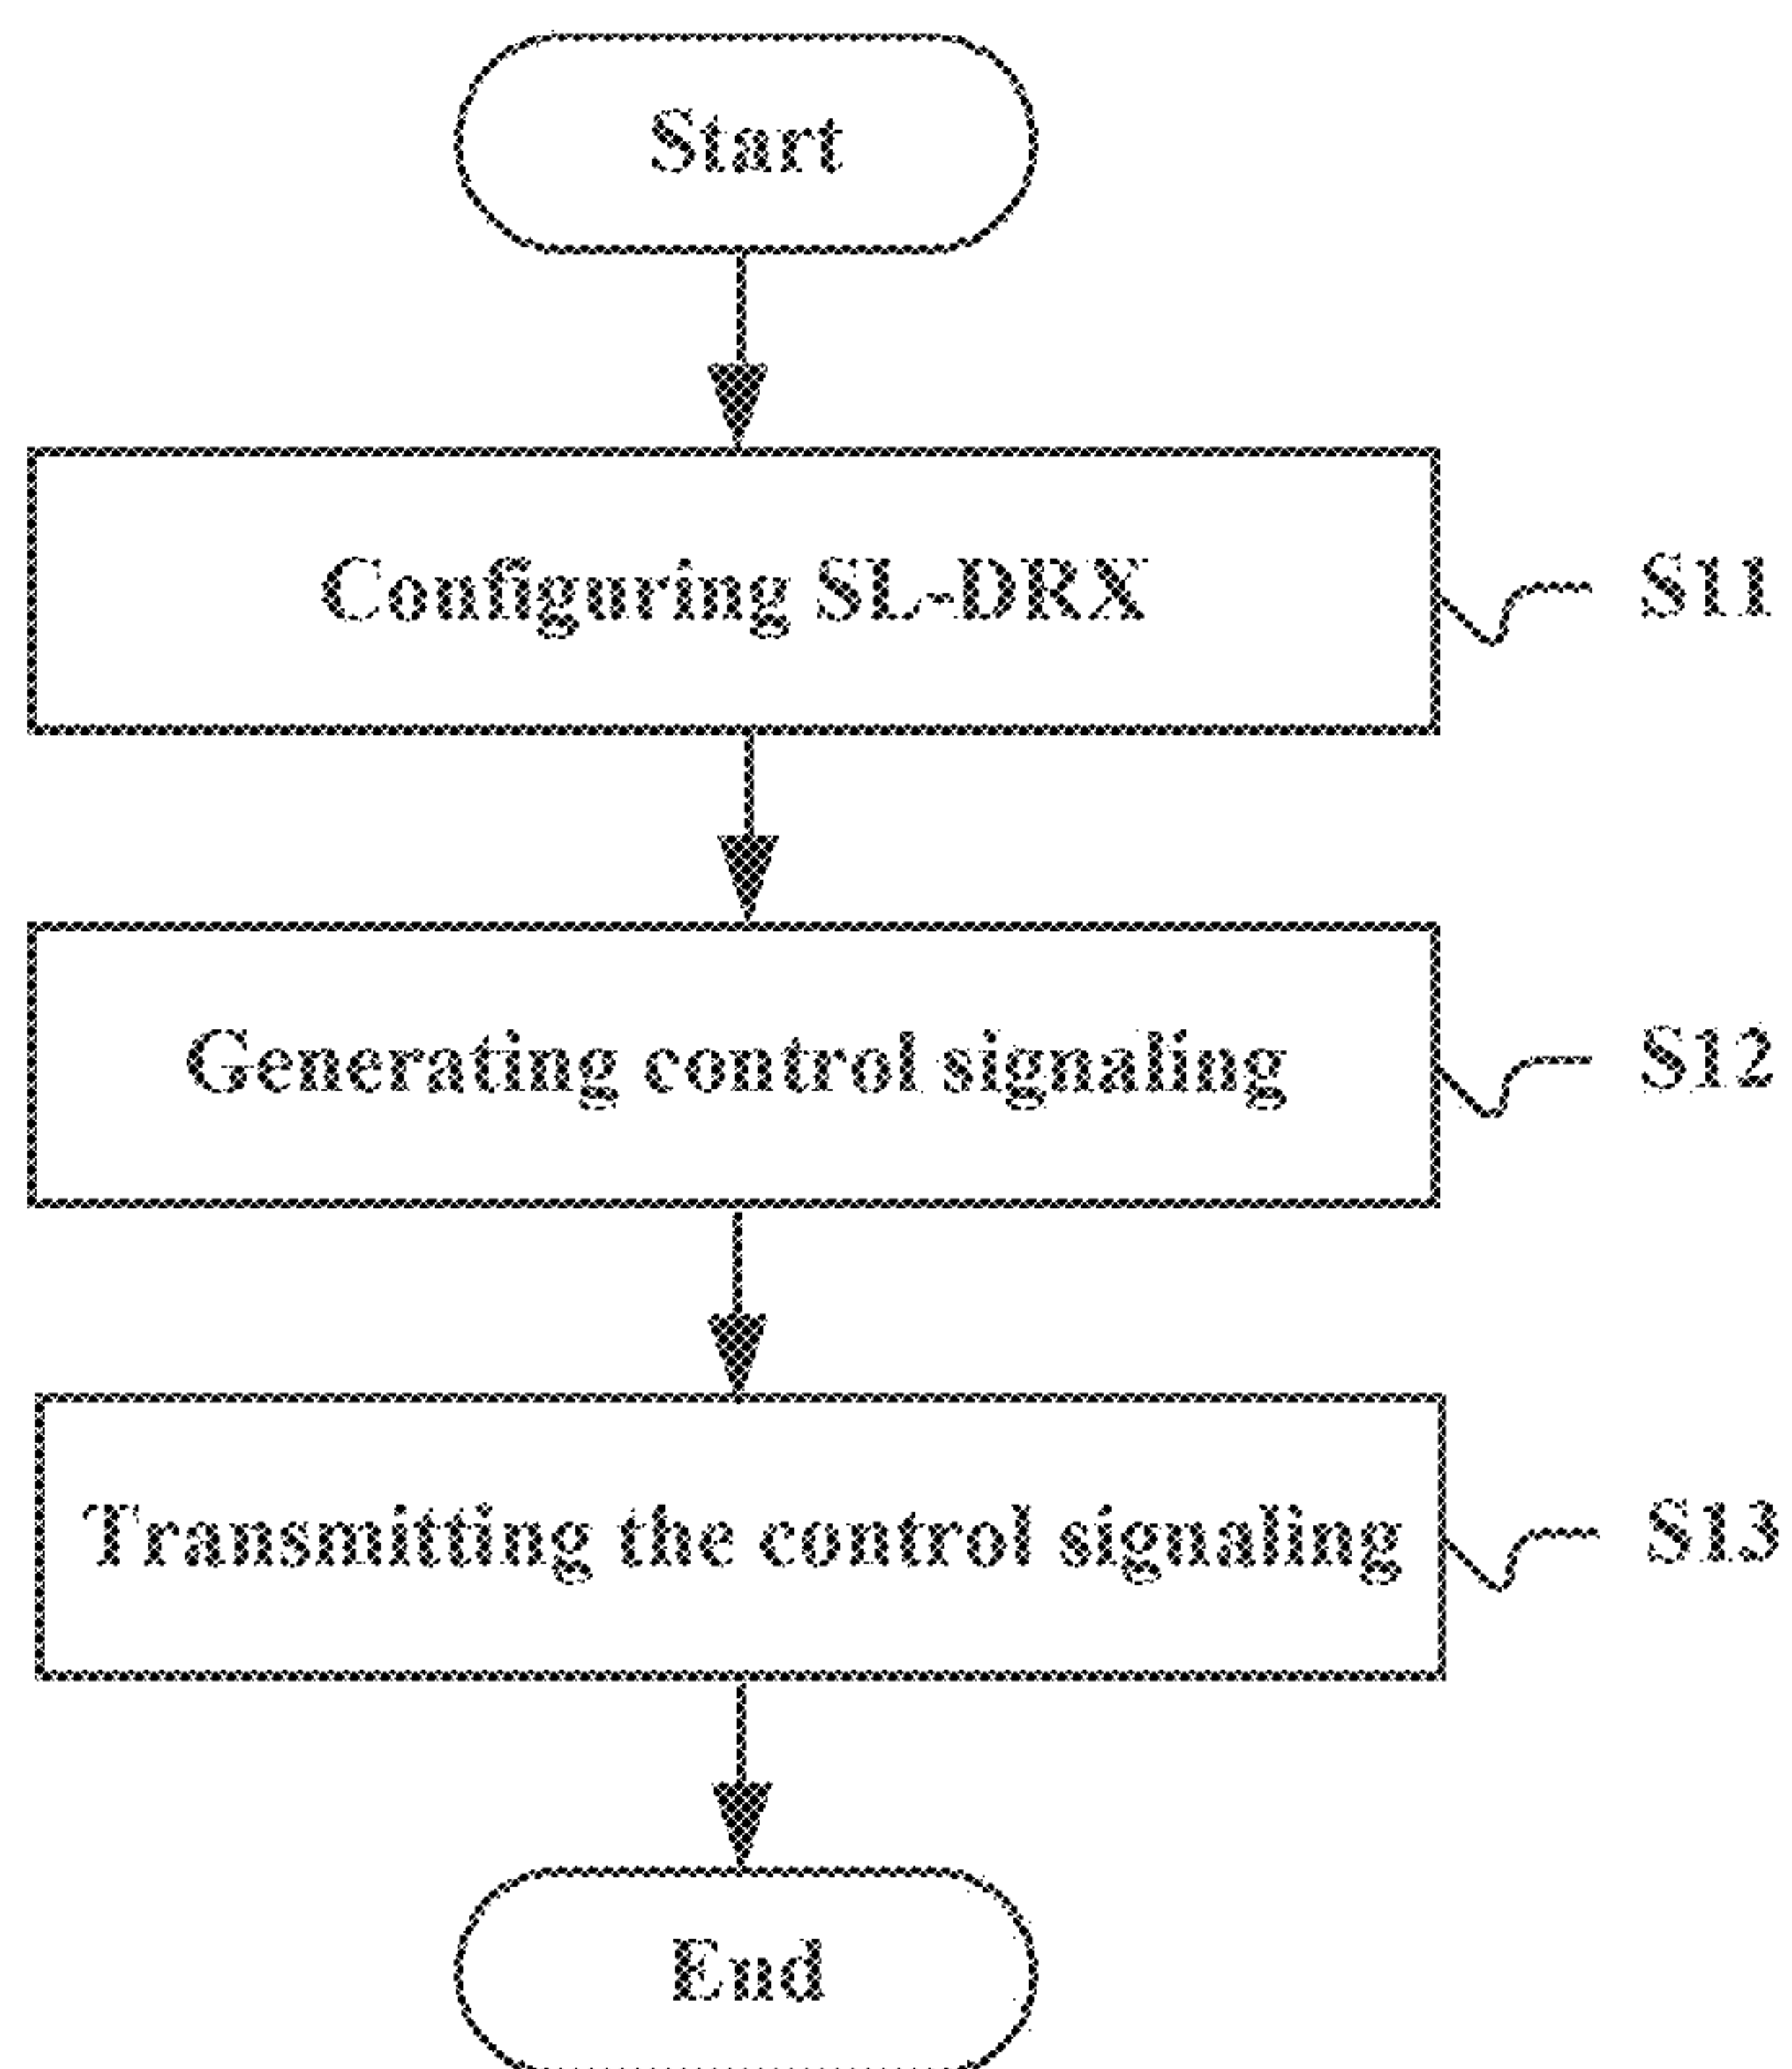 Start
Configuring SL-DRX
S11
Generating control signaling
S12
Transmitting the control signaling
S13
End